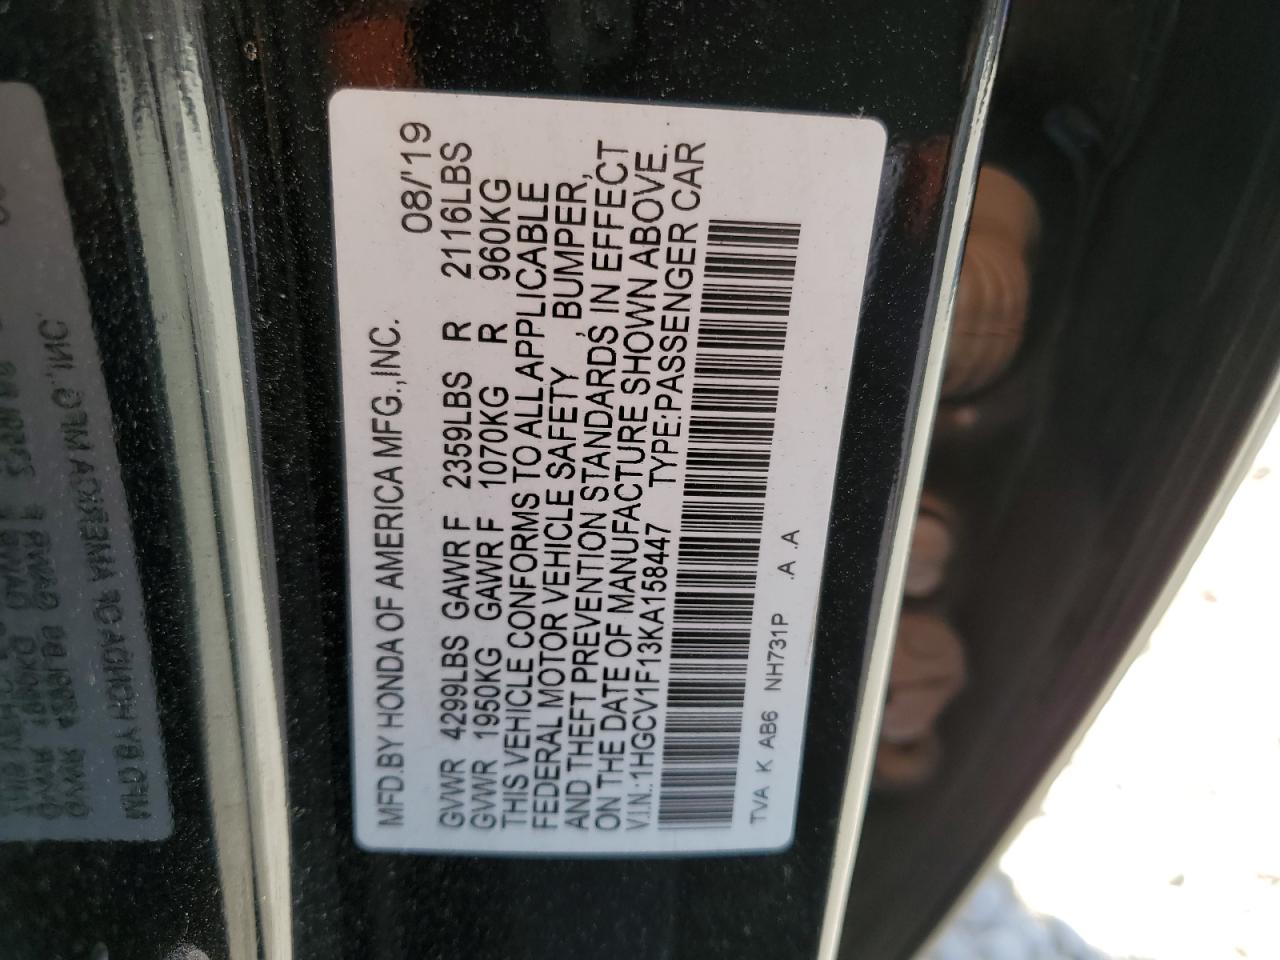 MFD.BY HONDA OF AMERICA MFG.,INC. 08/'19
GVWR 4299LBS GAWR F 2359LBS R 2116LBS
GVWR 1950KG GAWR F 1070KG R 960KG
THIS VEHICLE CONFORMS TO ALL APPLICABLE
FEDERAL MOTOR VEHICLE SAFETY , BUMPER,
AND THEFT PREVENTION STANDARDS, IN EFFECT
ON THE DATE OF MANUFACTURE SHOWN ABOVE.
V.I.N.:1HGCV1F13KA158447 TYPE:PASSENGER CAR
TVA K AB6 NH731P .A .A